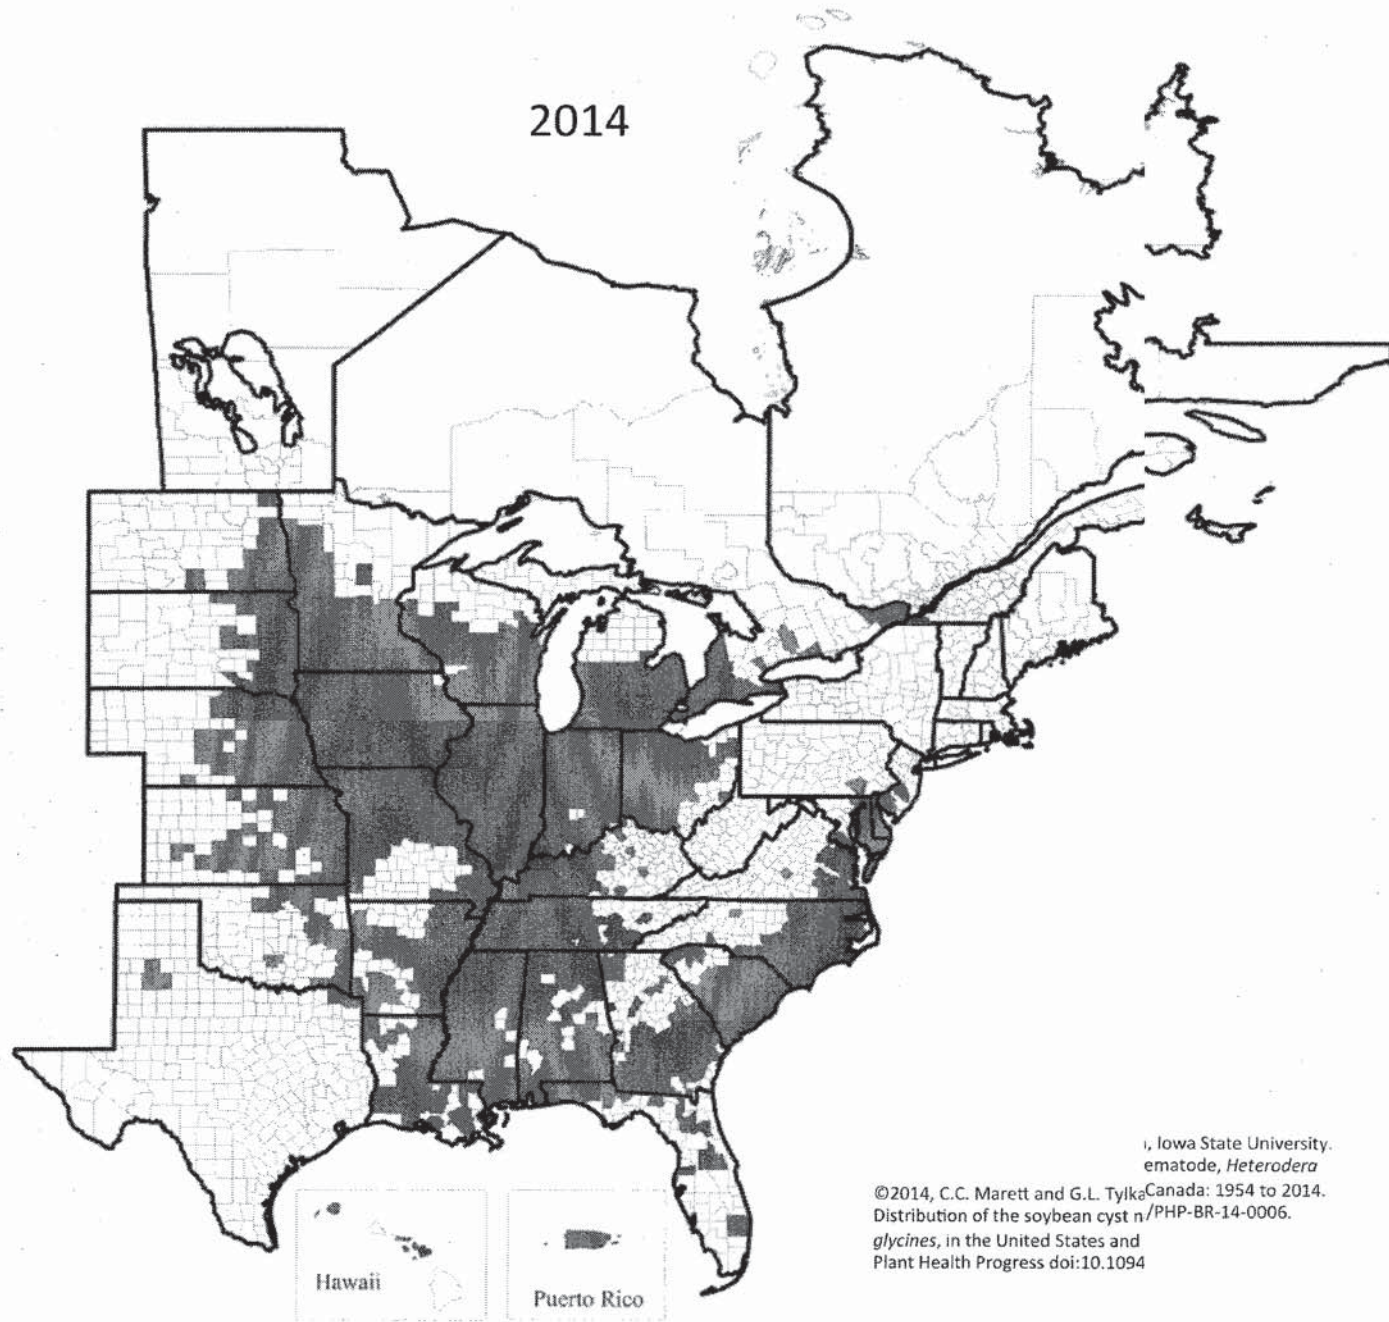 2014
ı, Iowa State University.
ematode, Heterodera
©2014, C.C. Marett and G.L. Tylka Canada: 1954 to 2014.
Distribution of the soybean cyst n /PHP-BR-14-0006.
glycines, in the United States and
Plant Health Progress doi:10.1094
Hawaii
Puerto Rico